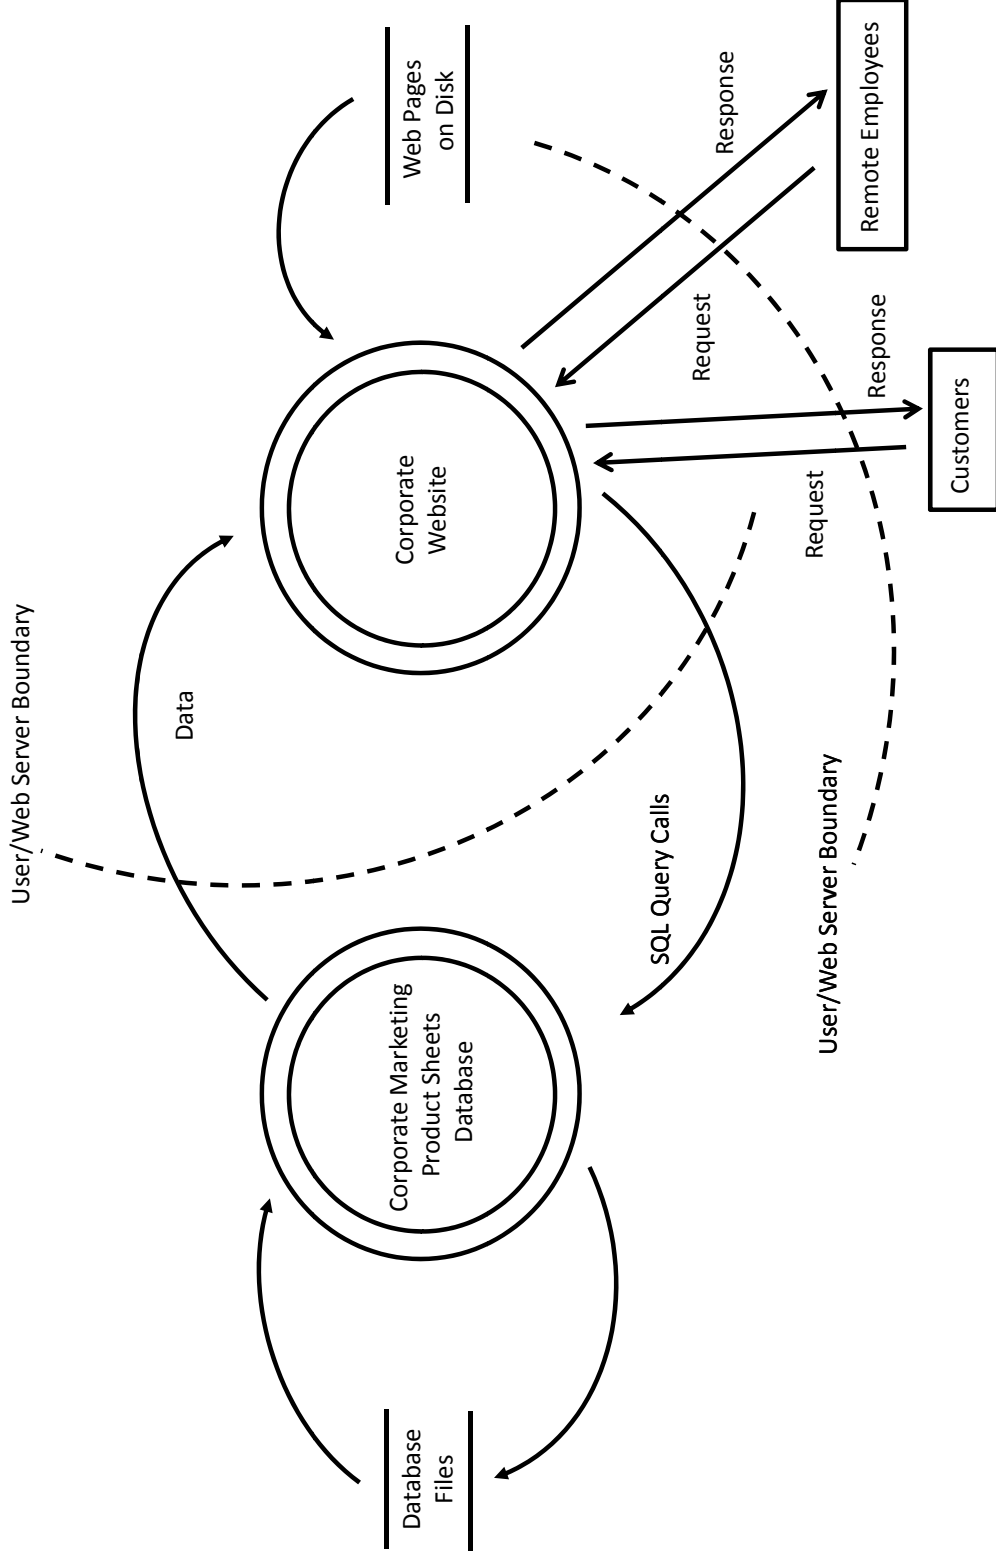 User/Web Server Boundary
Data
Web Pages
on Disk
Corporate
Website
Response
Request
Remote Employees
Response
Request
Customers
Corporate Marketing
Product Sheets
Database
Database
Files
SQL Query Calls
User/Web Server Boundary